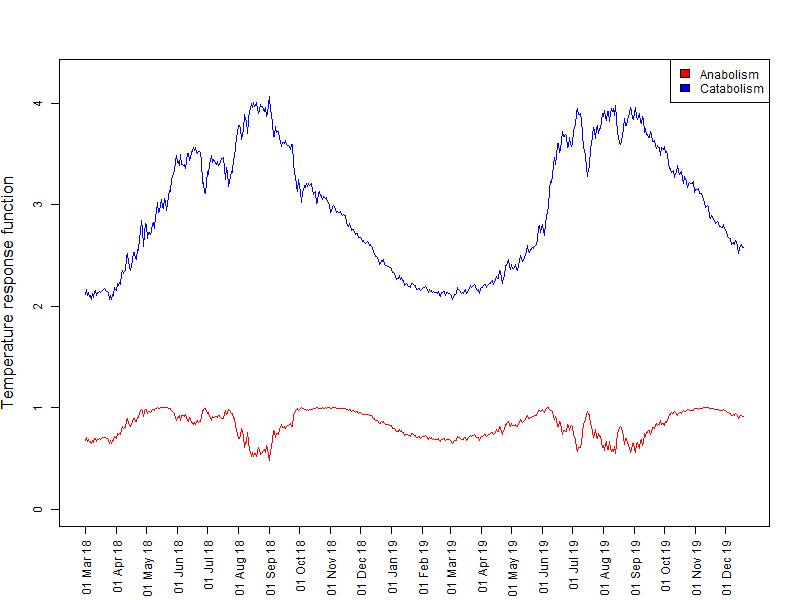 Anabolism
Catabolism
Temperature response function
0
1
2
3
4
01 Mar 18
01 Apr 18
01 May 18
01 Jun 18
01 Jul 18
01 Aug 18
01 Sep 18
01 Oct 18
01 Nov 18
01 Dec 18
01 Jan 19
01 Feb 19
01 Mar 19
01 Apr 19
01 May 19
01 Jun 19
01 Jul 19
01 Aug 19
01 Sep 19
01 Oct 19
01 Nov 19
01 Dec 19